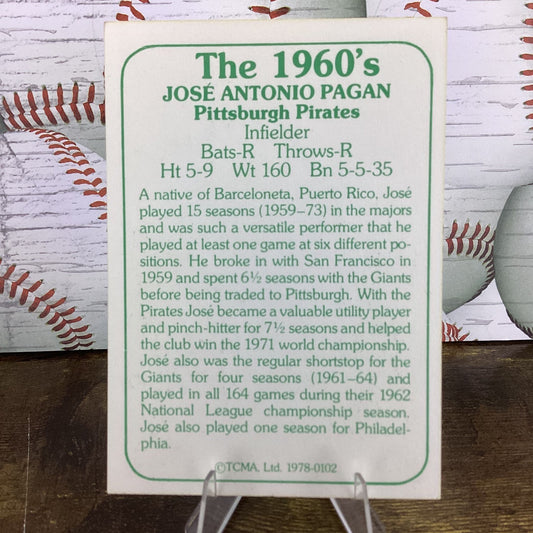 The 1960's
JOSÉ ANTONIO PAGAN
Pittsburgh Pirates
Infielder
Bats-R Throws-R
Ht 5-9 Wt 160 Bn 5-5-35
A native of Barceloneta, Puerto Rico, José
played 15 seasons (1959–73) in the majors
and was such a versatile performer that he
played at least one game at six different po-
sitions. He broke in with San Francisco in
1959 and spent 6½ seasons with the Giants
before being traded to Pittsburgh. With the
Pirates José became a valuable utility player
and pinch-hitter for 7½ seasons and helped
the club win the 1971 world championship.
José also was the regular shortstop for the
Giants for four seasons (1961–64) and
played in all 164 games during their 1962
National League championship season.
José also played one season for Philadel-
phia.
©TCMA, Ltd. 1978-0102